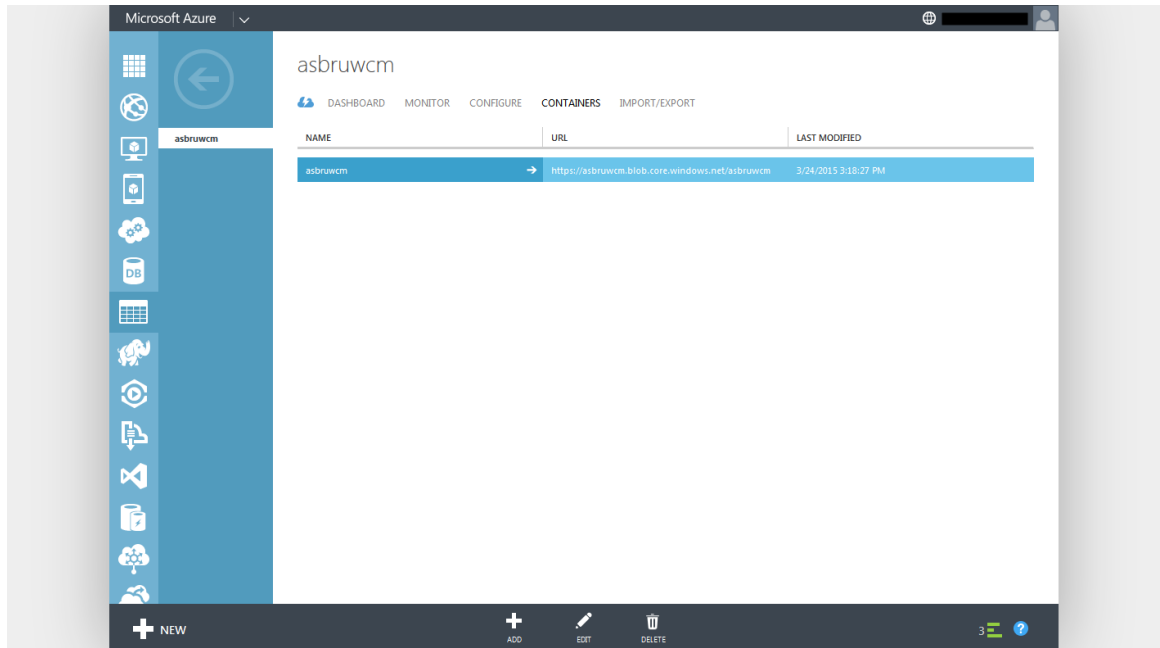 Microsoft Azure
asbruwcm
DASHBOARD MONITOR CONFIGURE CONTAINERS IMPORT/EXPORT
asbruwcm
NAME URL LAST MODIFIED
asbruwcm https://asbruwcm.blob.core.windows.net/asbruwcm 3/24/2015 3:18:27 PM
DB
NEW
ADD EDIT DELETE
3 ?